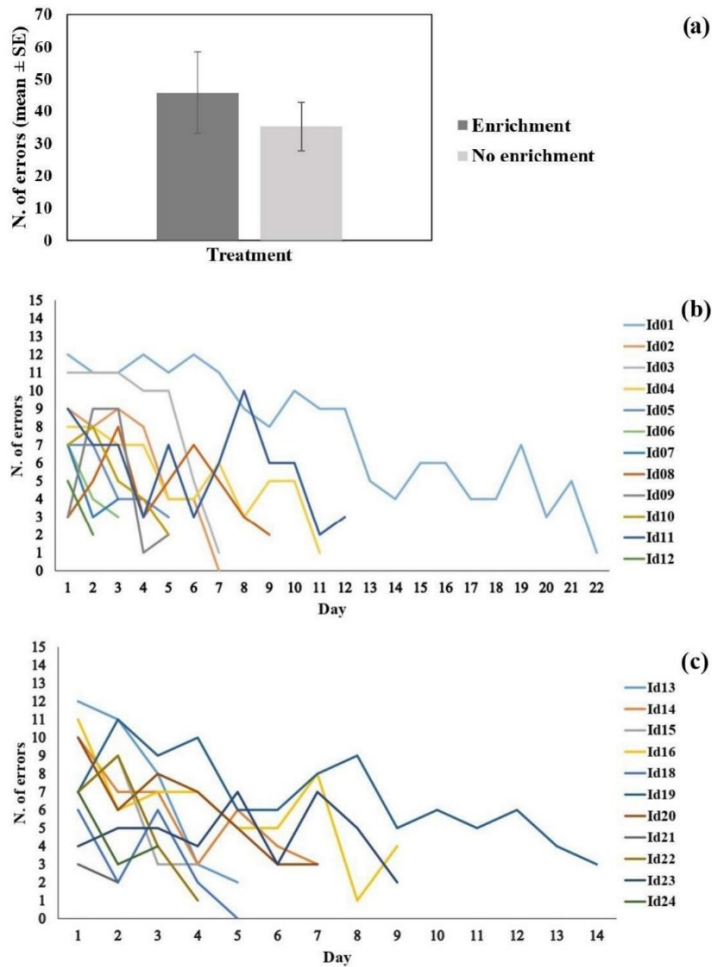 (a)
N. of errors (mean ± SE)
70
60
50
40
30
20
10
0
Treatment
Enrichment
No enrichment
(b)
N. of errors
15
14
13
12
11
10
9
8
7
6
5
4
3
2
1
0
1 2 3 4 5 6 7 8 9 10 11 12 13 14 15 16 17 18 19 20 21 22
Day
Id01
Id02
Id03
Id04
Id05
Id06
Id07
Id08
Id09
Id10
Id11
Id12
(c)
N. of errors
15
14
13
12
11
10
9
8
7
6
5
4
3
2
1
0
1 2 3 4 5 6 7 8 9 10 11 12 13 14
Day
Id13
Id14
Id15
Id16
Id18
Id19
Id20
Id21
Id22
Id23
Id24